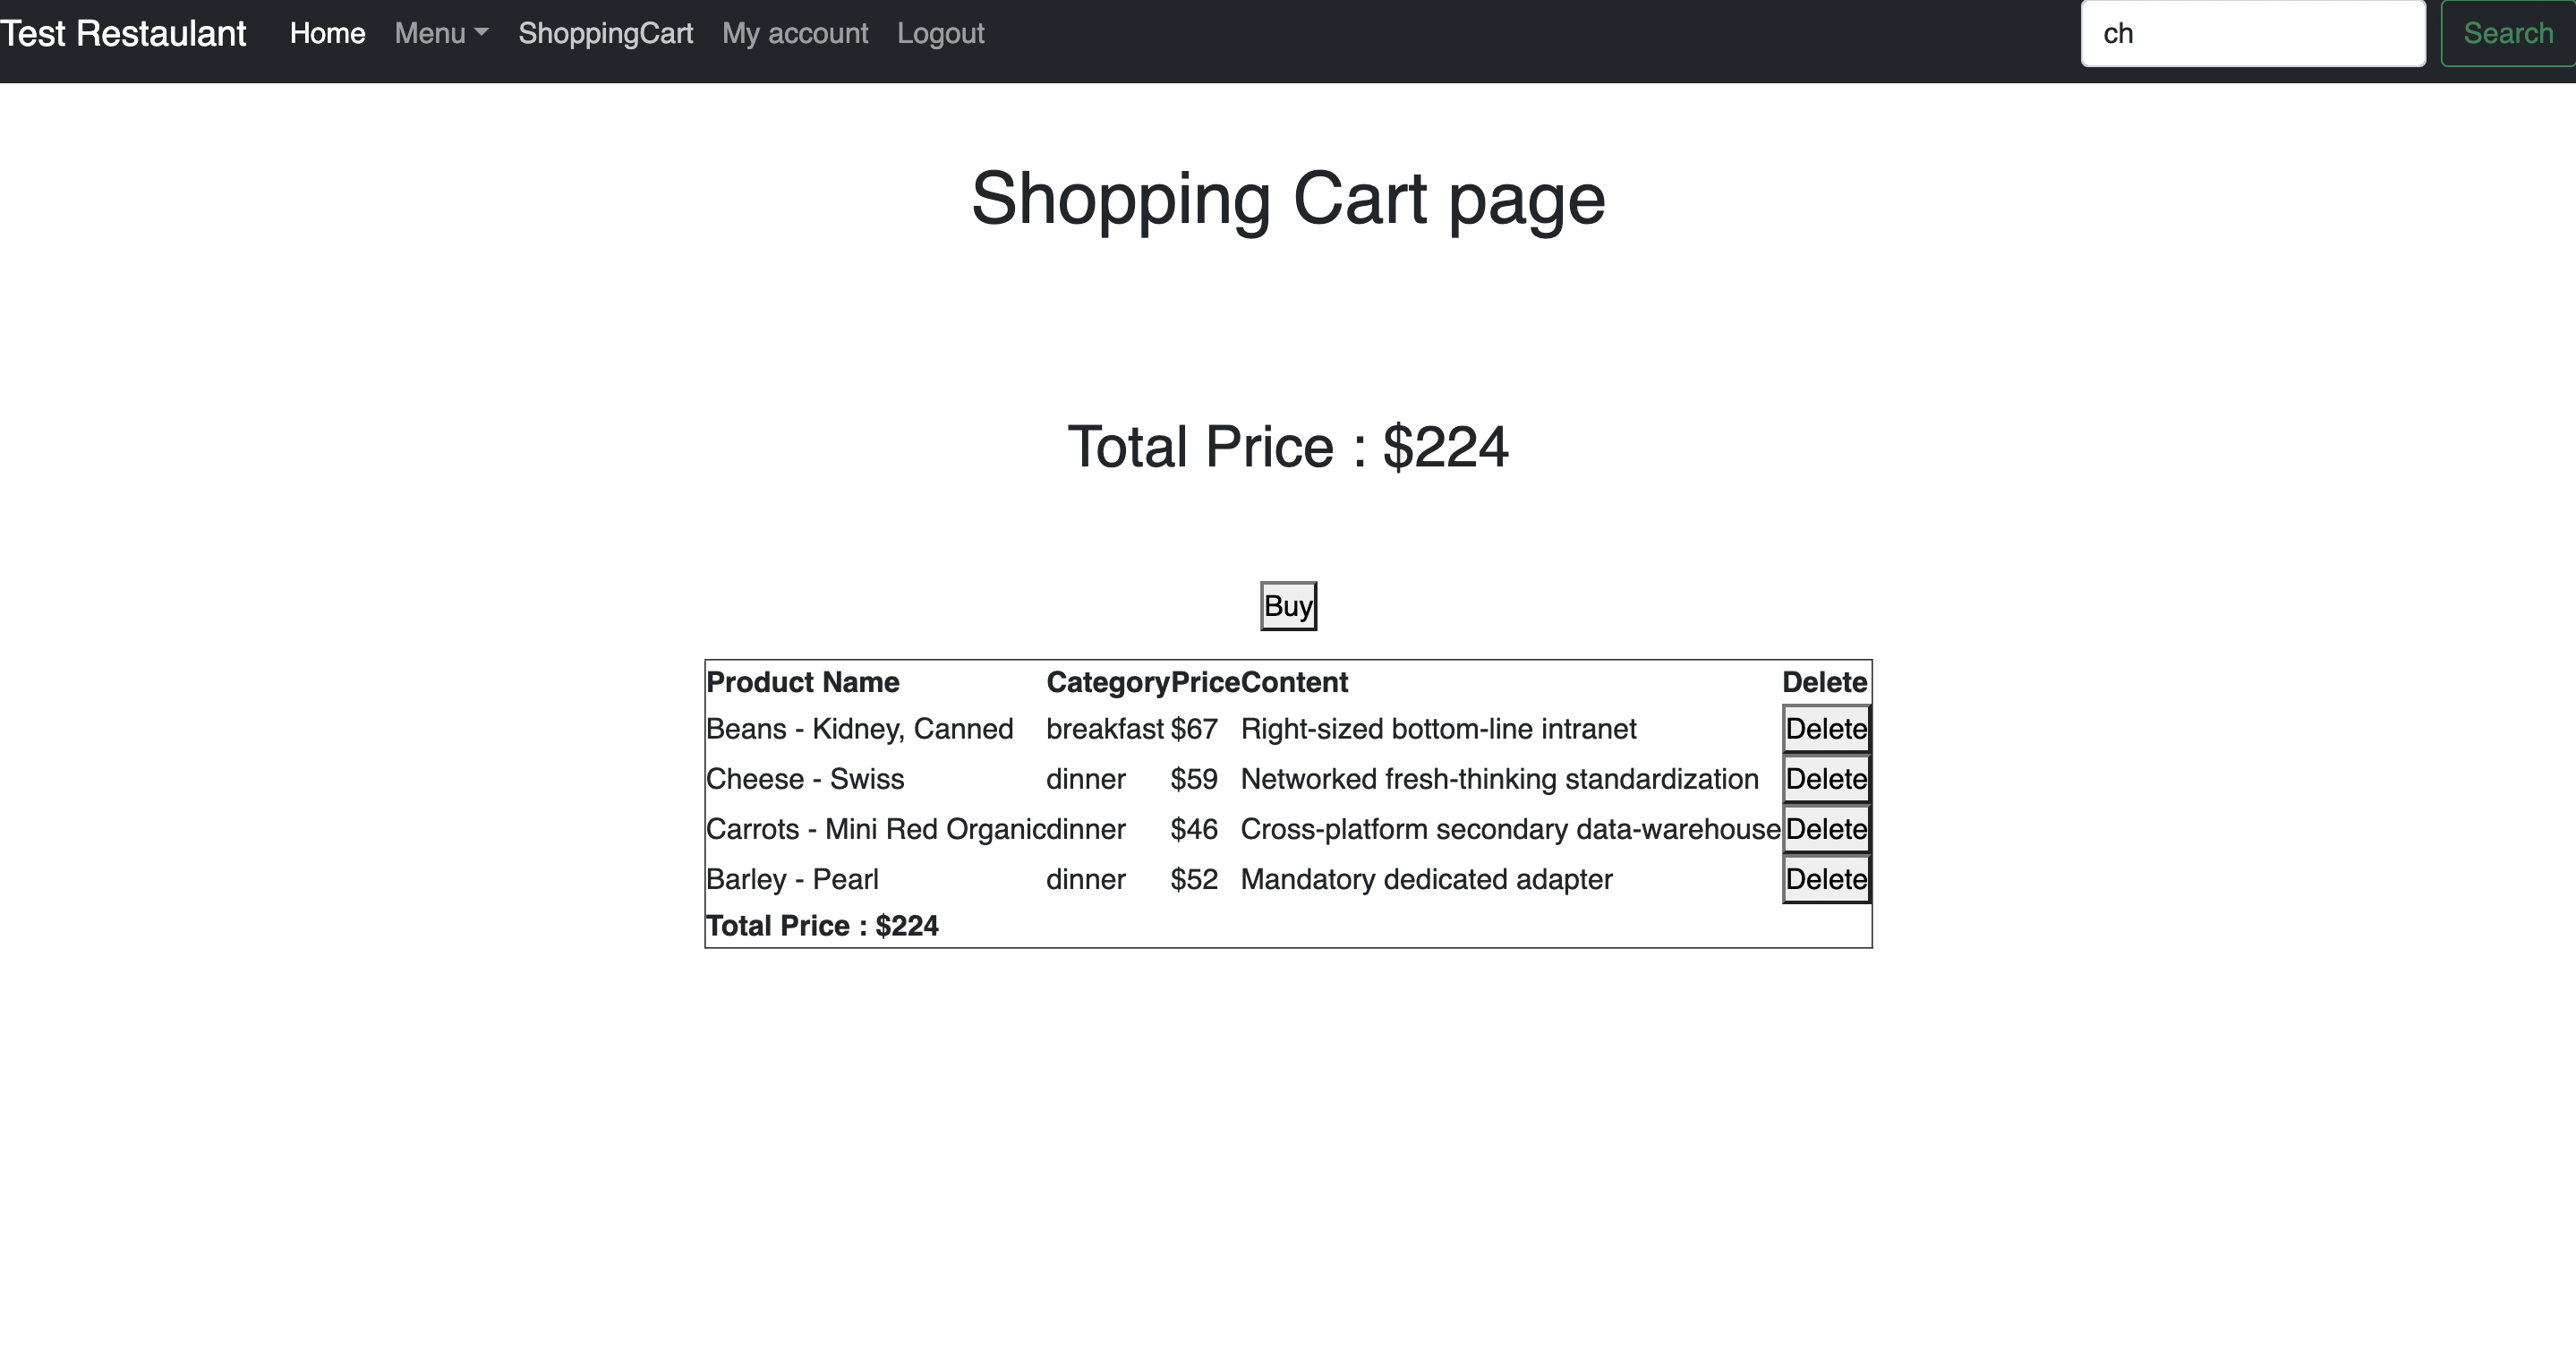 Test Restaulant Home Menu ShoppingCart My account Logout ch Search
Shopping Cart page
Total Price : $224
Buy
Product Name Category Price Content Delete
Beans - Kidney, Canned breakfast $67 Right-sized bottom-line intranet Delete
Cheese - Swiss dinner $59 Networked fresh-thinking standardization Delete
Carrots - Mini Red Organic dinner $46 Cross-platform secondary data-warehouse Delete
Barley - Pearl dinner $52 Mandatory dedicated adapter Delete
Total Price : $224